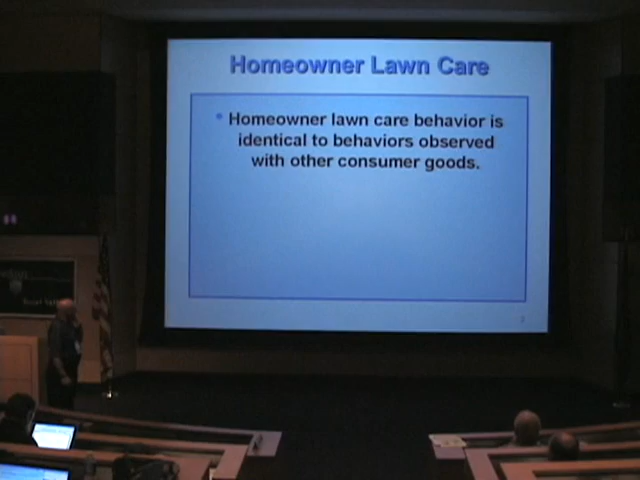 Homeowner Lawn Care
• Homeowner lawn care behavior is
identical to behaviors observed
with other consumer goods.